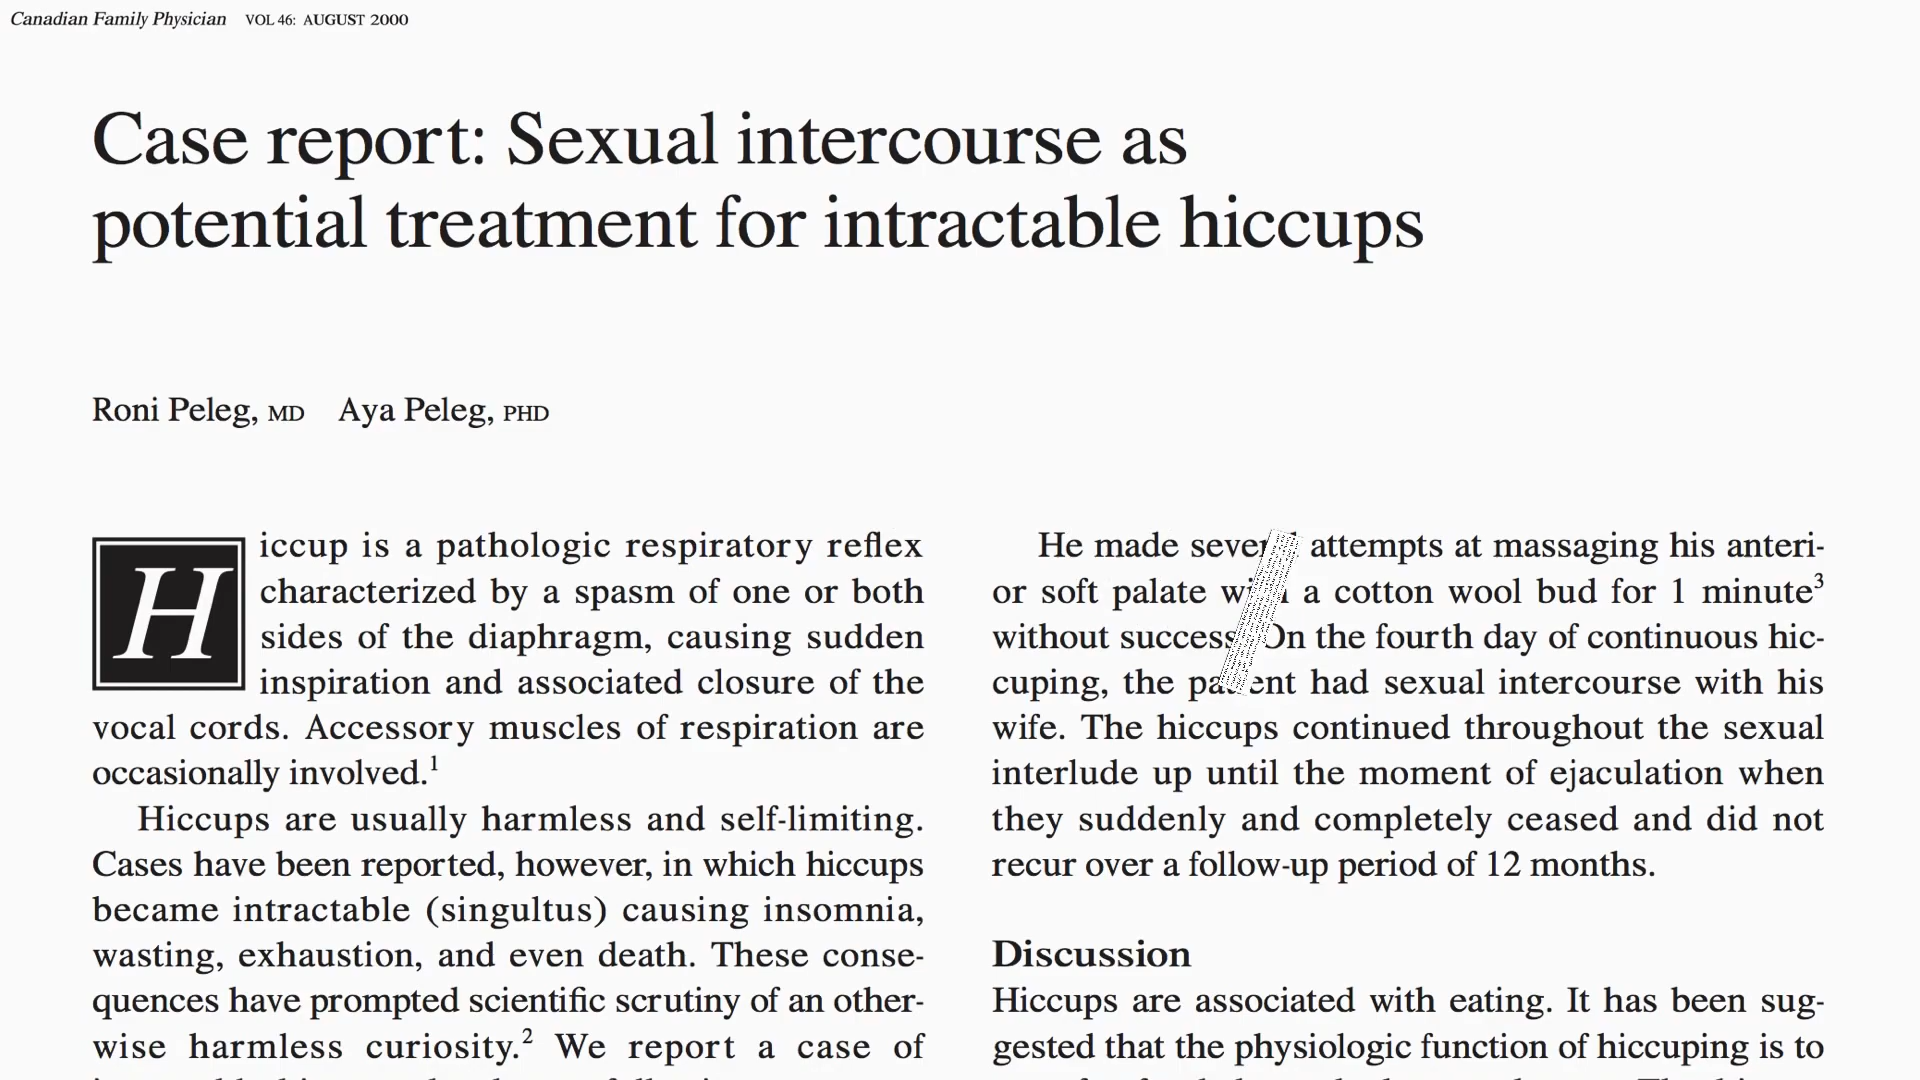 Canadian Family Physician VOL 46: AUGUST 2000
Case report: Sexual intercourse as
potential treatment for intractable hiccups
Roni Peleg, MD Aya Peleg, PHD
Hiccup is a pathologic respiratory reflex
characterized by a spasm of one or both
sides of the diaphragm, causing sudden
inspiration and associated closure of the
vocal cords. Accessory muscles of respiration are
occasionally involved.1
Hiccups are usually harmless and self-limiting.
Cases have been reported, however, in which hiccups
became intractable (singultus) causing insomnia,
wasting, exhaustion, and even death. These conse-
quences have prompted scientific scrutiny of an other-
wise harmless curiosity.2 We report a case of
He made several attempts at massaging his anteri-
or soft palate with a cotton wool bud for 1 minute3
without success. On the fourth day of continuous hic-
cuping, the patient had sexual intercourse with his
wife. The hiccups continued throughout the sexual
interlude up until the moment of ejaculation when
they suddenly and completely ceased and did not
recur over a follow-up period of 12 months.
Discussion
Hiccups are associated with eating. It has been sug-
gested that the physiologic function of hiccuping is to